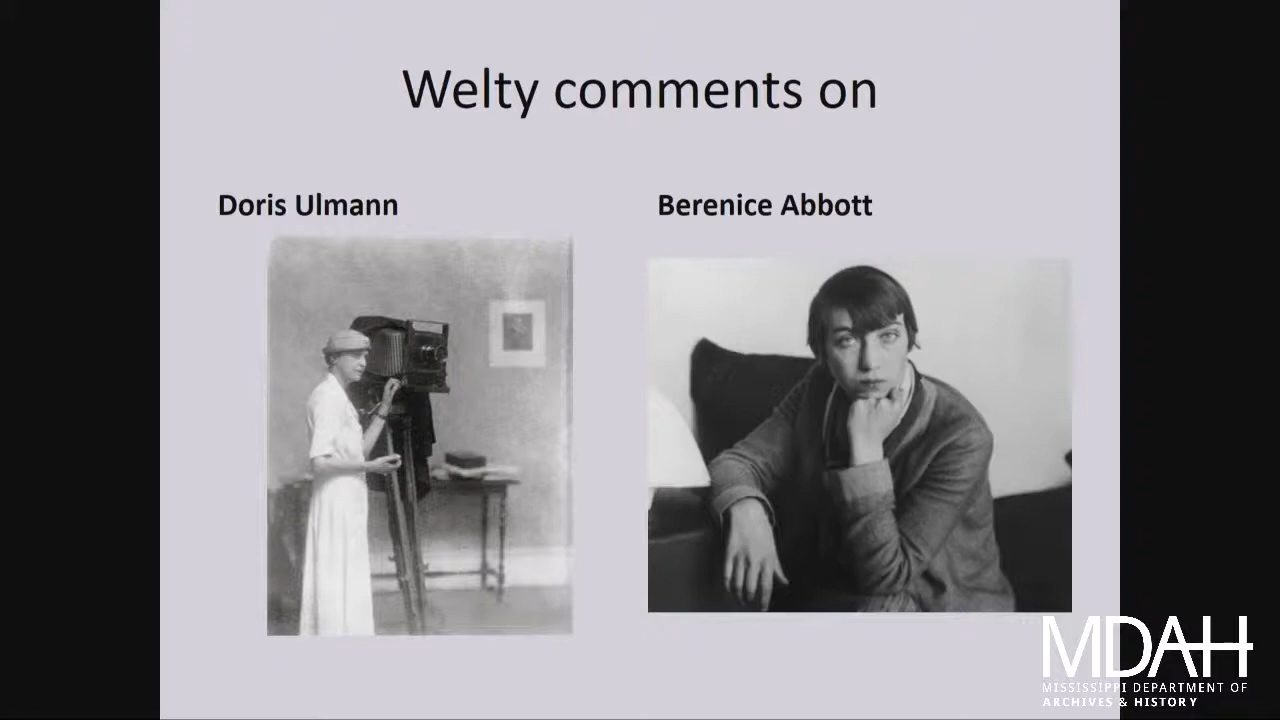 Welty comments on
Doris Ulmann
Berenice Abbott
MDAH
MISSISSIPPI DEPARTMENT OF
ARCHIVES & HISTORY